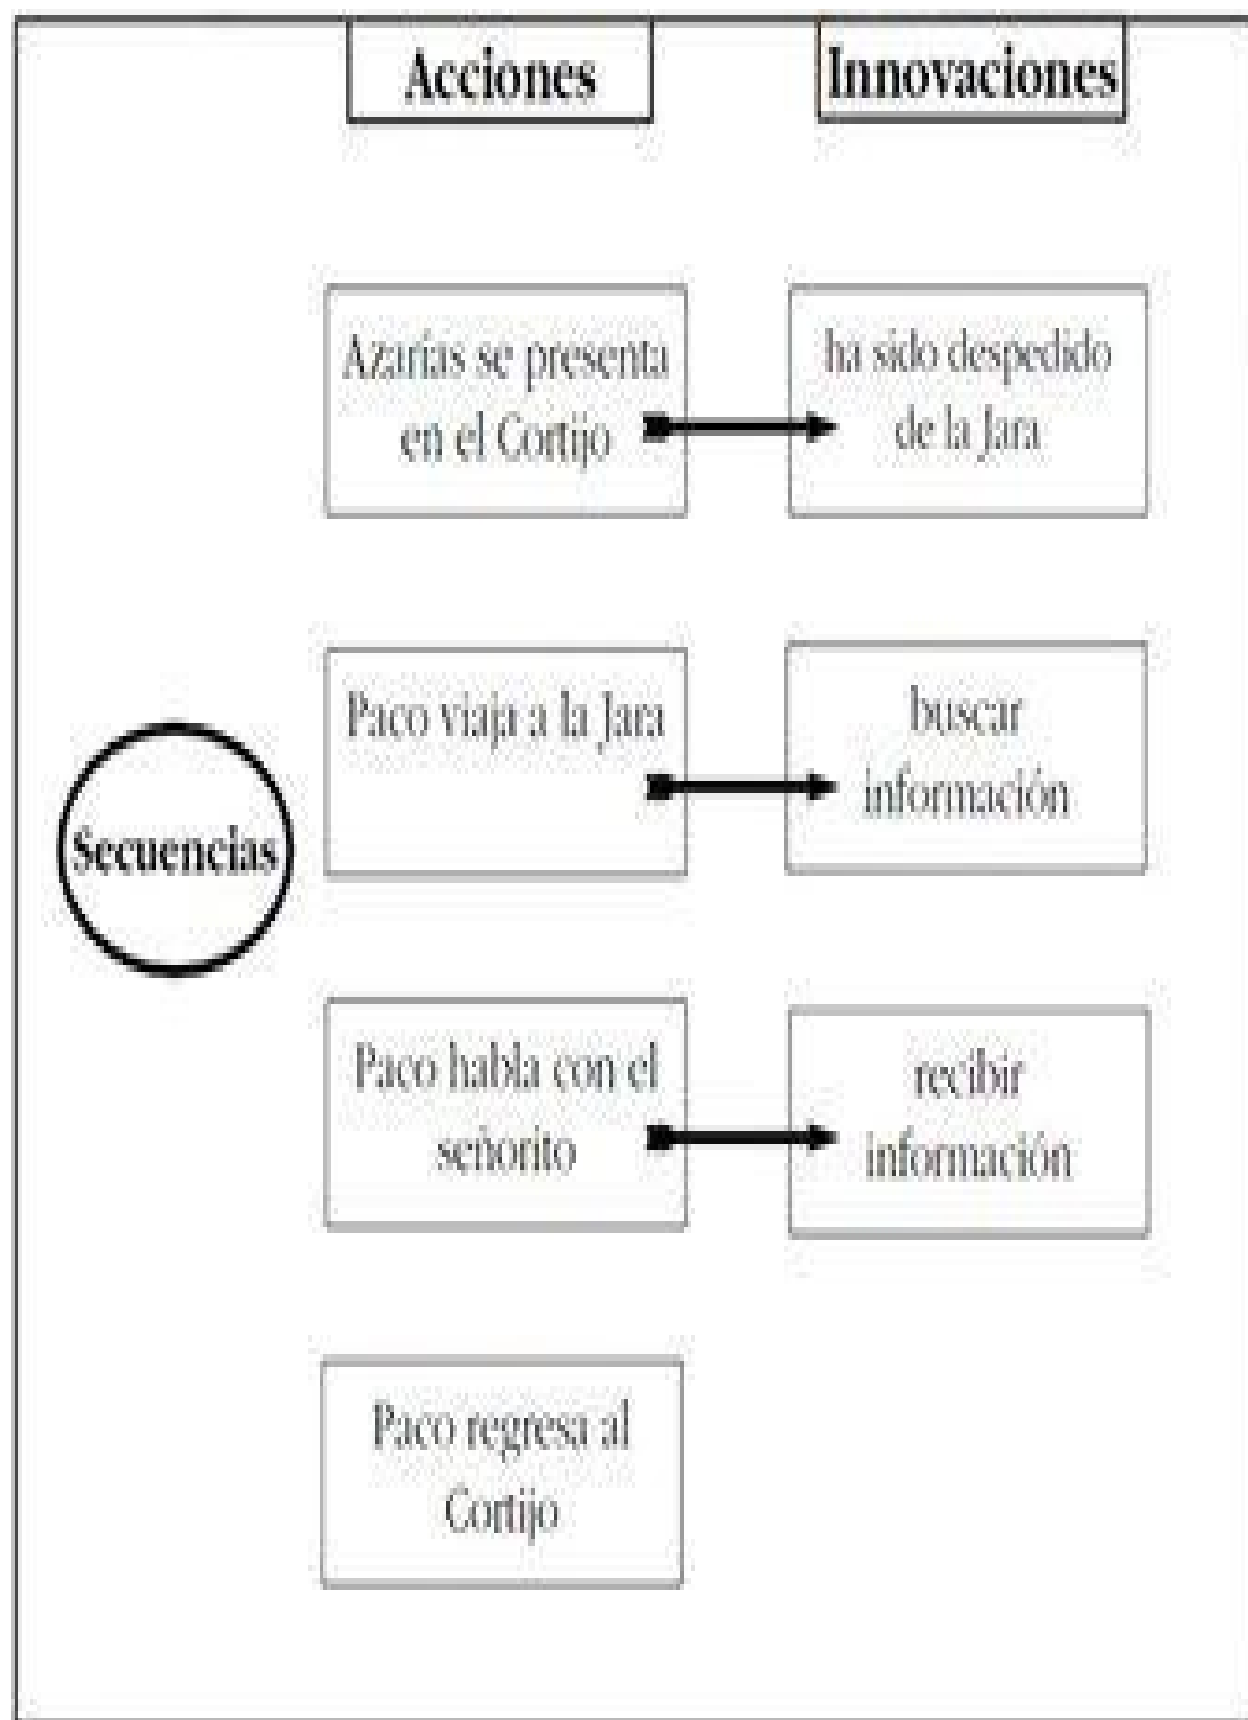 Acciones
Innovaciones
Azarías se presenta
en el Cortijo
ha sido despedido
de la Jara
Paco viaja a la Jara
buscar
información
Secuencias
Paco habla con el
señorito
recibir
información
Paco regresa al
Cortijo